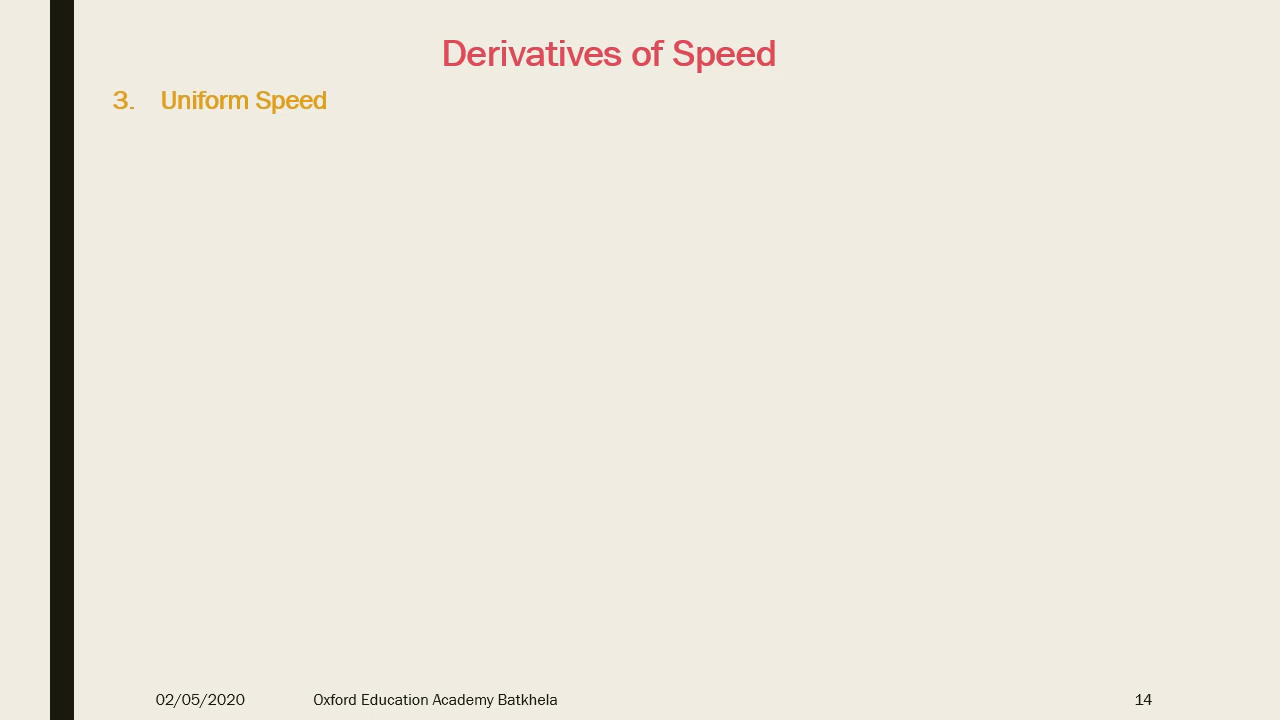 Derivatives of Speed
3. Uniform Speed
02/05/2020 Oxford Education Academy Batkhela 14